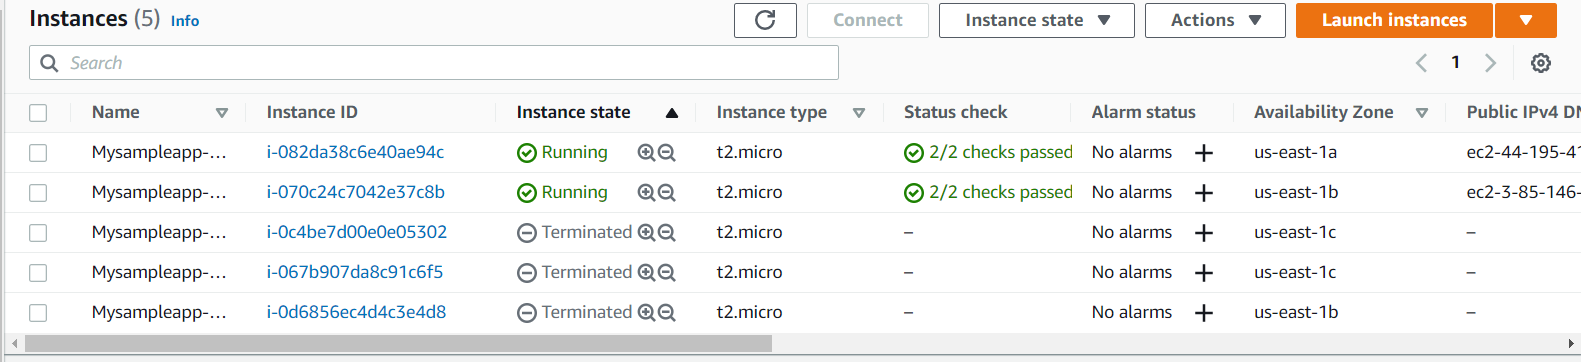 Instances (5) Info Connect Instance state Actions Launch instances
Search 1
Name Instance ID Instance state Instance type Status check Alarm status Availability Zone Public IPv4 DN
Mysampleapp-... i-082da38c6e40ae94c Running t2.micro 2/2 checks passed No alarms + us-east-1a ec2-44-195-41
Mysampleapp-... i-070c24c7042e37c8b Running t2.micro 2/2 checks passed No alarms + us-east-1b ec2-3-85-146-
Mysampleapp-... i-0c4be7d00e0e05302 Terminated t2.micro – No alarms + us-east-1c –
Mysampleapp-... i-067b907da8c91c6f5 Terminated t2.micro – No alarms + us-east-1c –
Mysampleapp-... i-0d6856ec4d4c3e4d8 Terminated t2.micro – No alarms + us-east-1b –